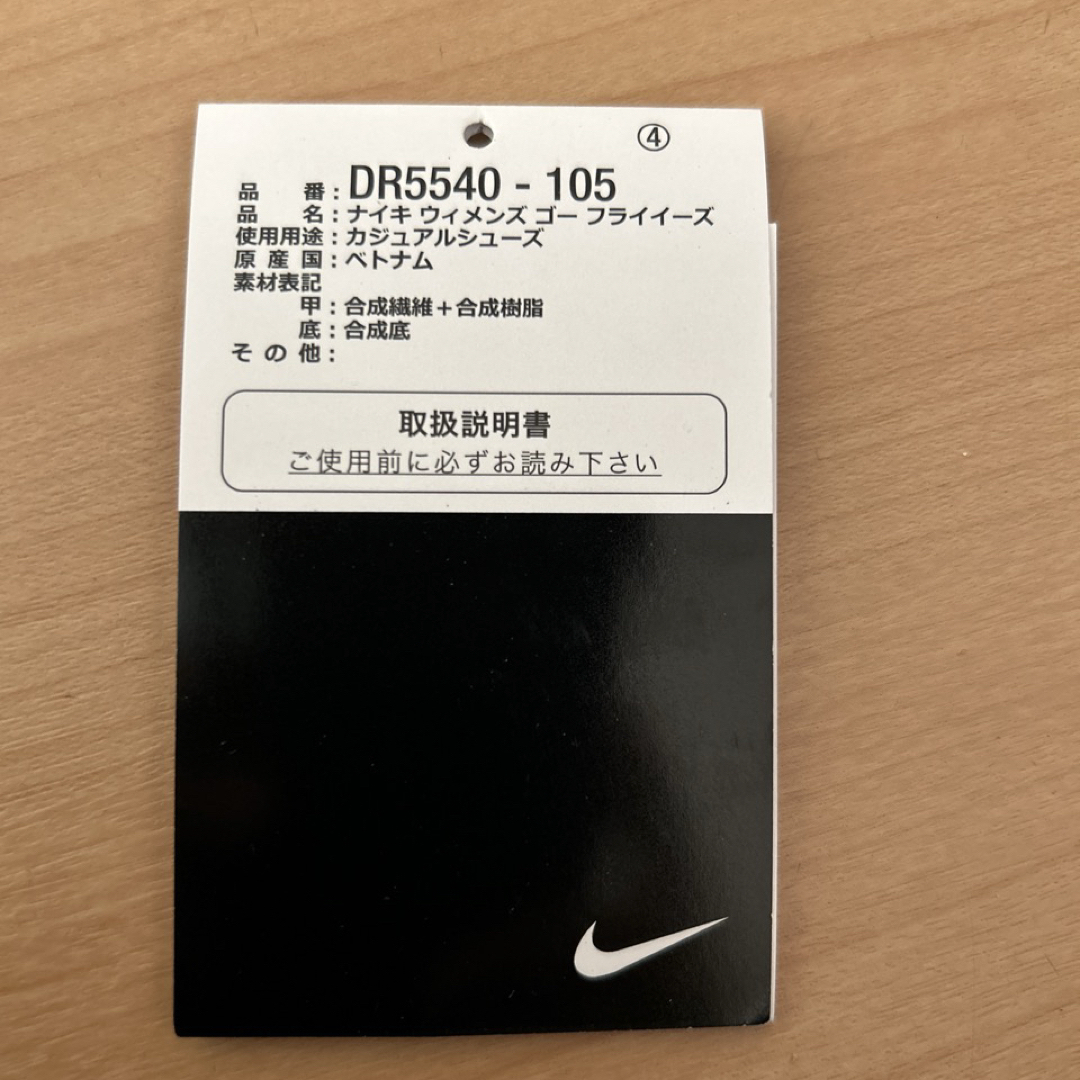 ④
品番:DR5540 - 105
品名:ナイキ ウィメンズ ゴー フライイーズ
使用用途:カジュアルシューズ
原産国:ベトナム
素材表記
甲:合成繊維+合成樹脂
底:合成底
その他:
取扱説明書
ご使用前に必ずお読み下さい